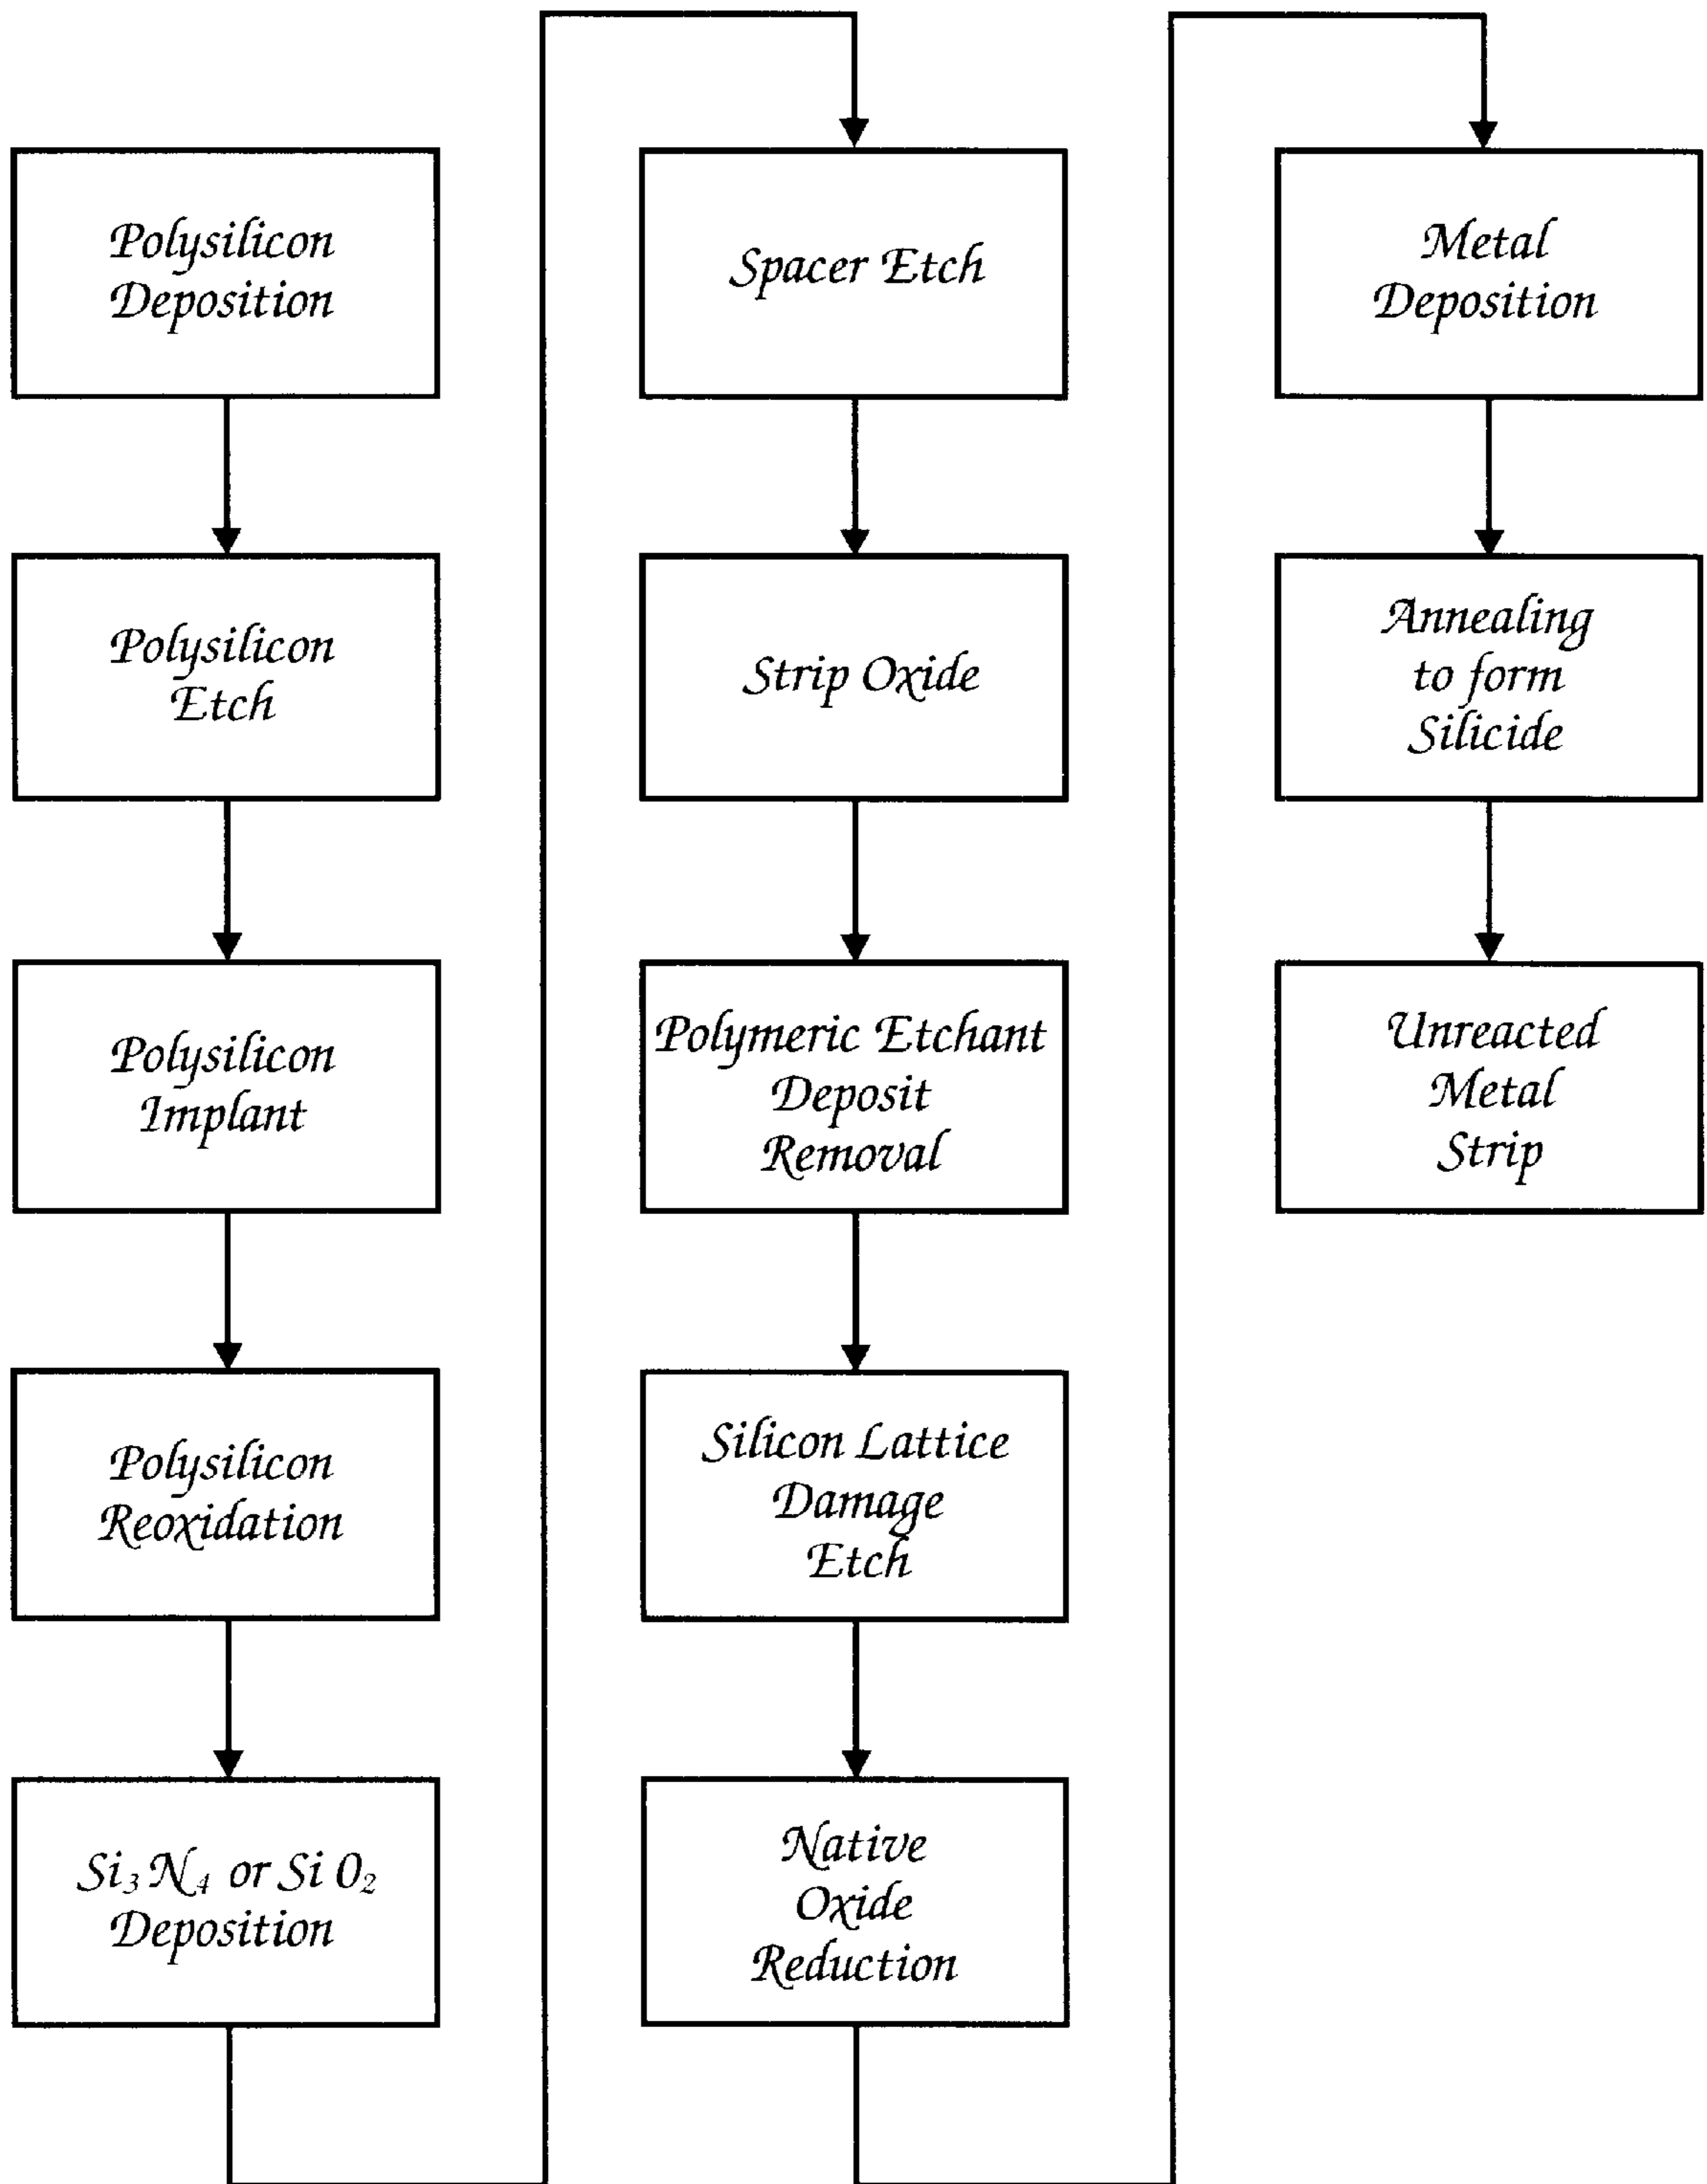 Polysilicon
Deposition
Polysilicon
Etch
Polysilicon
Implant
Polysilicon
Reoxidation
Si₃N₄ or Si O₂
Deposition
Spacer Etch
Strip Oxide
Polymeric Etchant
Deposit
Removal
Silicon Lattice
Damage
Etch
Native
Oxide
Reduction
Metal
Deposition
Annealing
to form
Silicide
Unreacted
Metal
Strip